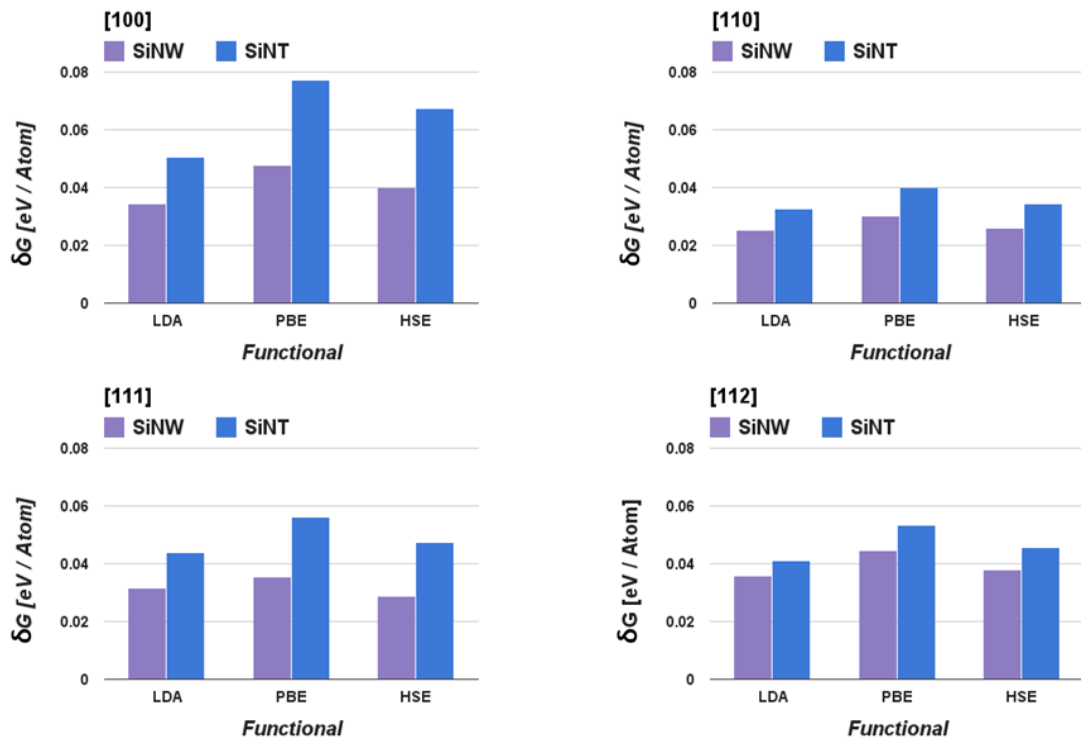 [100]
SiNW SiNT
0.08
0.06
0.04
0.02
0
δG [eV / Atom]
LDA PBE HSE
Functional
[110]
SiNW SiNT
0.08
0.06
0.04
0.02
0
δG [eV / Atom]
LDA PBE HSE
Functional
[111]
SiNW SiNT
0.08
0.06
0.04
0.02
0
δG [eV / Atom]
LDA PBE HSE
Functional
[112]
SiNW SiNT
0.08
0.06
0.04
0.02
0
δG [eV / Atom]
LDA PBE HSE
Functional